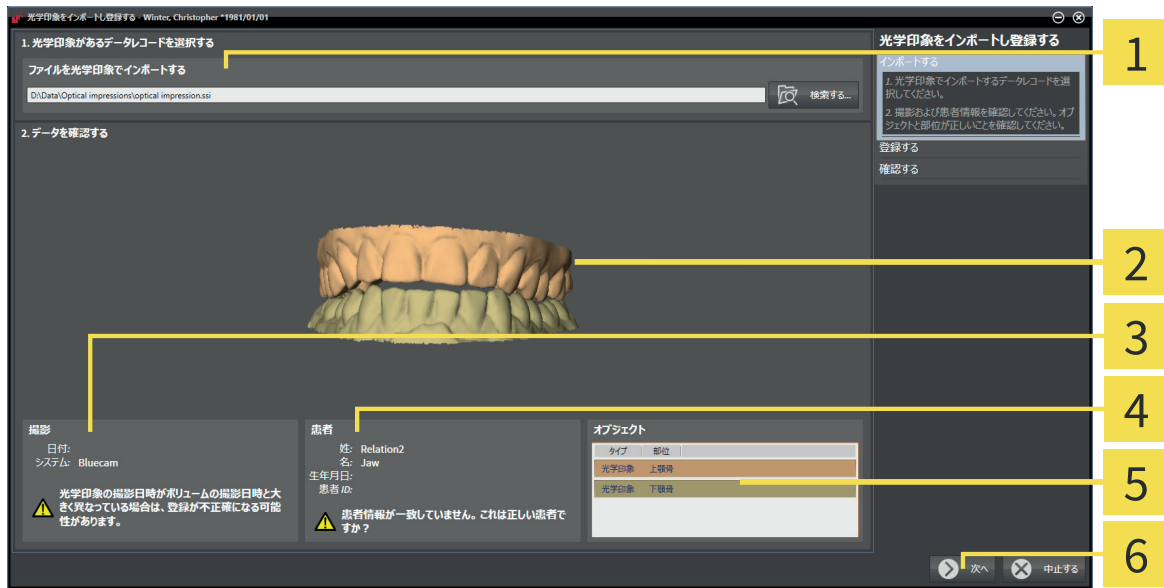 光学印象をインポートし登録する - Winter, Christopher *1981/01/01
1. 光学印象があるデータレコードを選択する
ファイルを光学印象でインポートする
D:\Data\Optical impressions\optical impression.ssi
検索する...
2. データを確認する
撮影
日付:
システム: Bluecam
光学印象の撮影日時がボリュームの撮影日時と大
きく異なっている場合は、登録が不正確になる可能
性があります。
患者
姓: Relation2
名: Jaw
生年月日:
患者 ID:
患者情報が一致していません。これは正しい患者で
すか？
オブジェクト
タイプ 部位
光学印象 上顎骨
光学印象 下顎骨
光学印象をインポートし登録する
インポートする
1. 光学印象でインポートするデータレコードを選
択してください。
2. 撮影および患者情報を確認してください。オブ
ジェクトと部位が正しいことを確認してください。
登録する
確認する
次へ
中止する
1
2
3
4
5
6